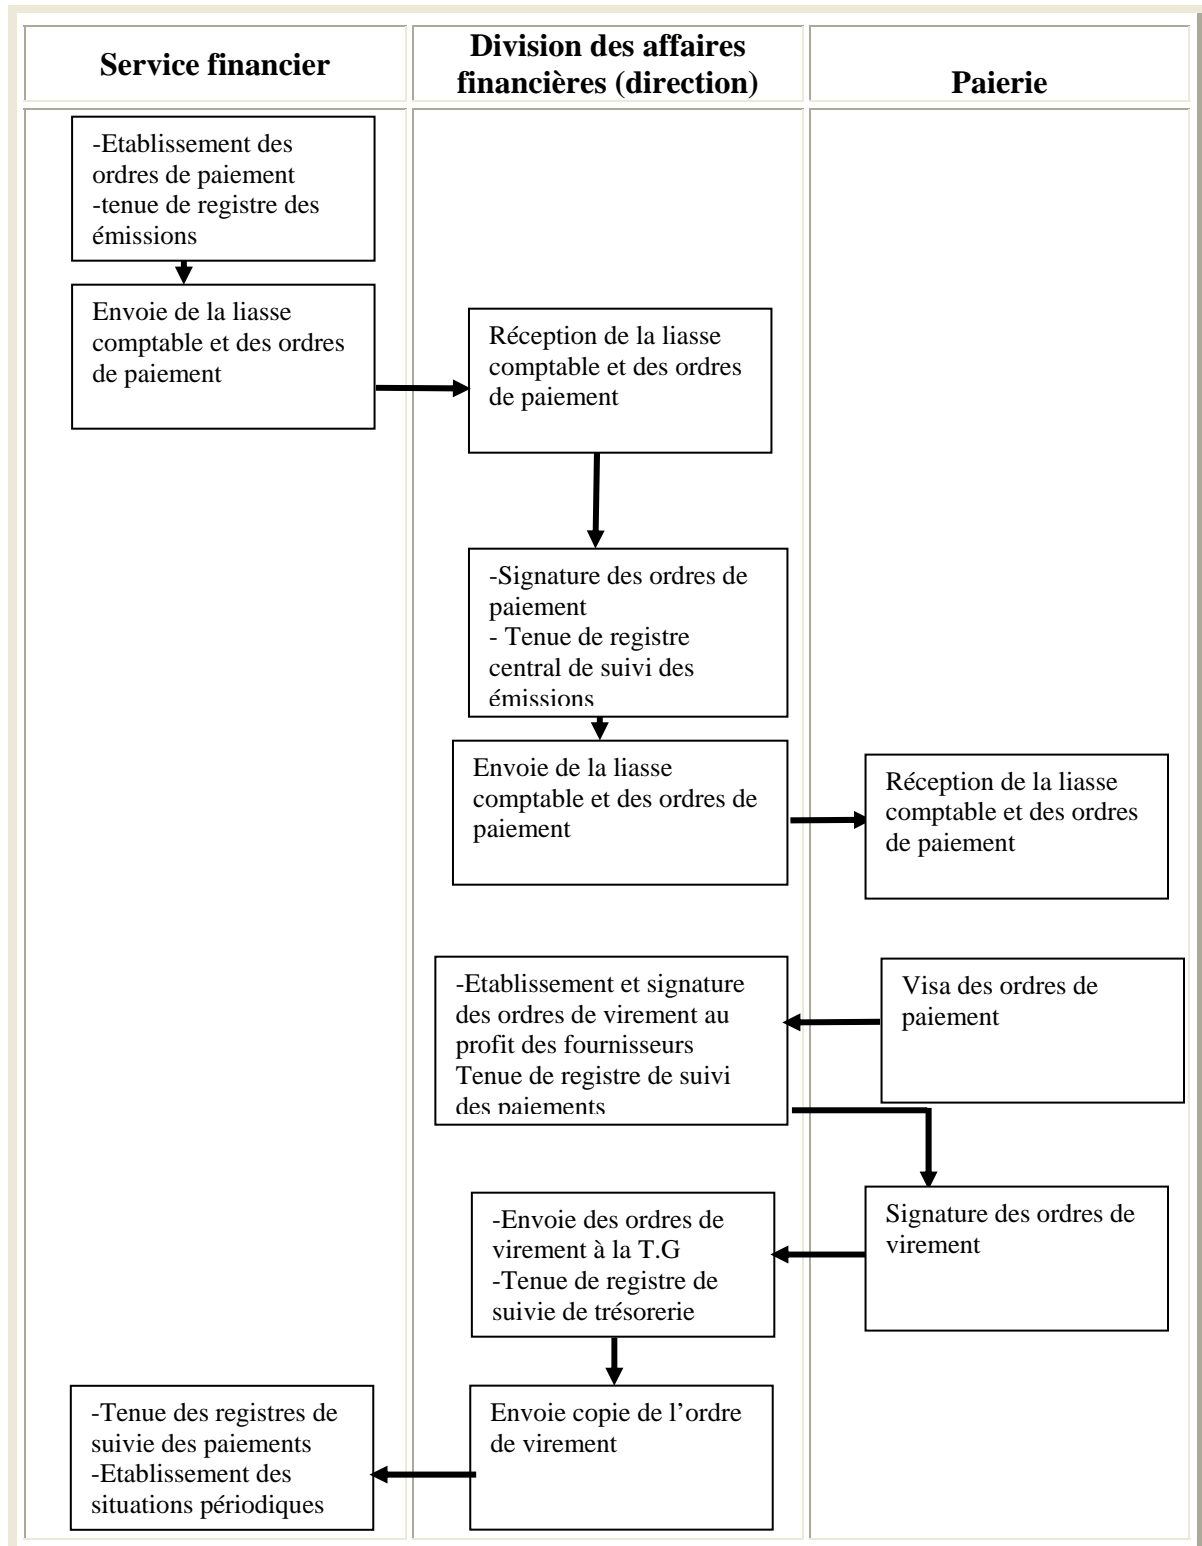 Service financier
Division des affaires
financières (direction)
Paierie
-Etablissement des
ordres de paiement
-tenue de registre des
émissions
Envoie de la liasse
comptable et des ordres
de paiement
Réception de la liasse
comptable et des ordres
de paiement
-Signature des ordres de
paiement
- Tenue de registre
central de suivi des
émissions
Envoie de la liasse
comptable et des ordres de
paiement
Réception de la liasse
comptable et des ordres
de paiement
Visa des ordres de
paiement
-Etablissement et signature
des ordres de virement au
profit des fournisseurs
Tenue de registre de suivi
des paiements
Signature des ordres de
virement
-Envoie des ordres de
virement à la T.G
-Tenue de registre de
suivie de trésorerie
Envoie copie de l’ordre
de virement
-Tenue des registres de
suivie des paiements
-Etablissement des
situations périodiques